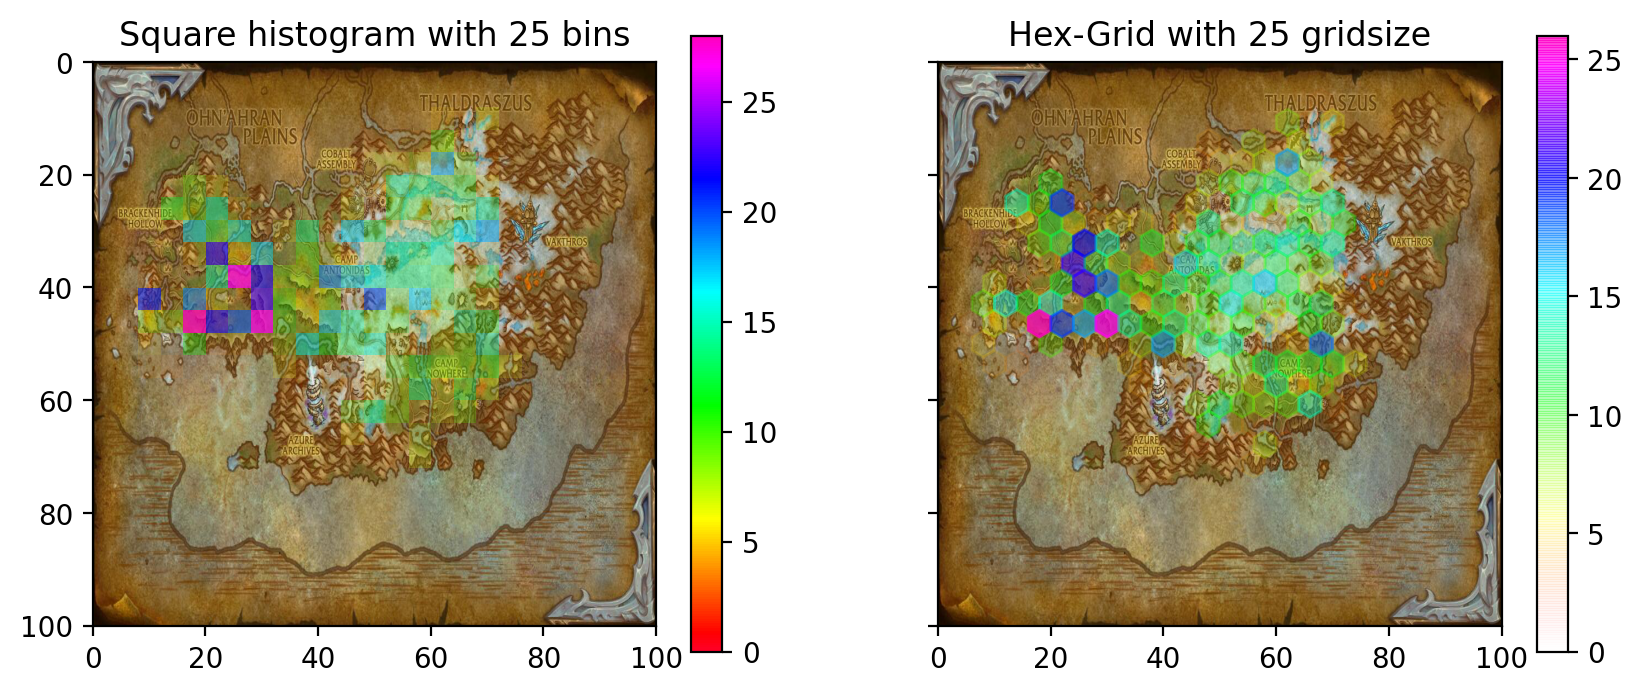 Square histogram with 25 bins
0
20
40
60
80
100
0
20
40
60
80
100
OHN'AHRAN
PLAINS
THALDRASZUS
COBALT
ASSEMBLY
BRACKENHIDE
HOLLOW
VAKTHROS
CAMP
ANTONIDAS
CAMP
NOWHERE
AZURE
ARCHIVES
25
20
15
10
5
0
Hex-Grid with 25 gridsize
0
20
40
60
80
100
OHN'AHRAN
PLAINS
THALDRASZUS
COBALT
ASSEMBLY
BRACKENHIDE
HOLLOW
VAKTHROS
CAMP
ANTONIDAS
CAMP
NOWHERE
AZURE
ARCHIVES
25
20
15
10
5
0